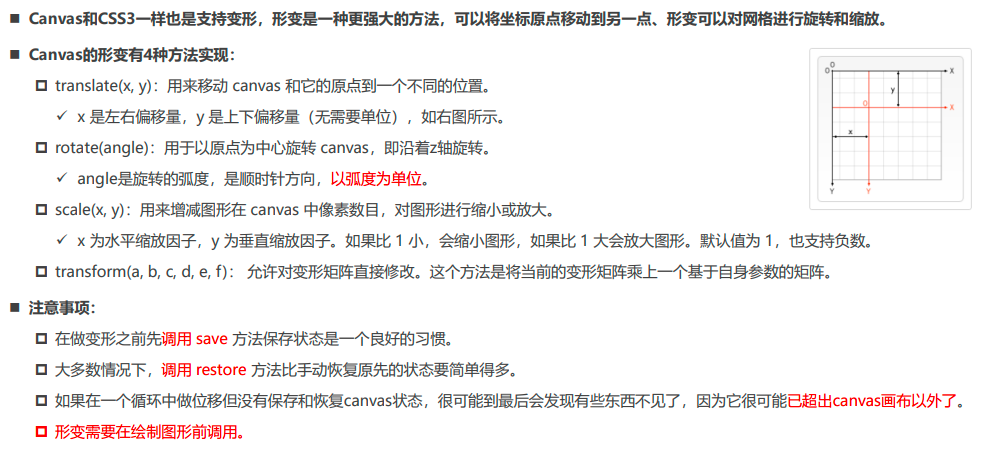 Canvas和CSS3一样也是支持变形，形变是一种更强大的方法，可以将坐标原点移动到另一点、形变可以对网格进行旋转和缩放。
Canvas的形变有4种方法实现：
translate(x, y)：用来移动 canvas 和它的原点到一个不同的位置。
x 是左右偏移量，y 是上下偏移量（无需要单位），如右图所示。
rotate(angle)：用于以原点为中心旋转 canvas，即沿着z轴旋转。
angle是旋转的弧度，是顺时针方向，以弧度为单位。
scale(x, y)：用来增减图形在 canvas 中像素数目，对图形进行缩小或放大。
x 为水平缩放因子，y 为垂直缩放因子。如果比 1 小，会缩小图形，如果比 1 大会放大图形。默认值为 1，也支持负数。
transform(a, b, c, d, e, f)： 允许对变形矩阵直接修改。这个方法是将当前的变形矩阵乘上一个基于自身参数的矩阵。
0
0
X
y
0
X
x
Y
Y
注意事项：
在做变形之前先调用 save 方法保存状态是一个良好的习惯。
大多数情况下，调用 restore 方法比手动恢复原先的状态要简单得多。
如果在一个循环中做位移但没有保存和恢复canvas状态，很可能到最后会发现有些东西不见了，因为它很可能已超出canvas画布以外了。
形变需要在绘制图形前调用。